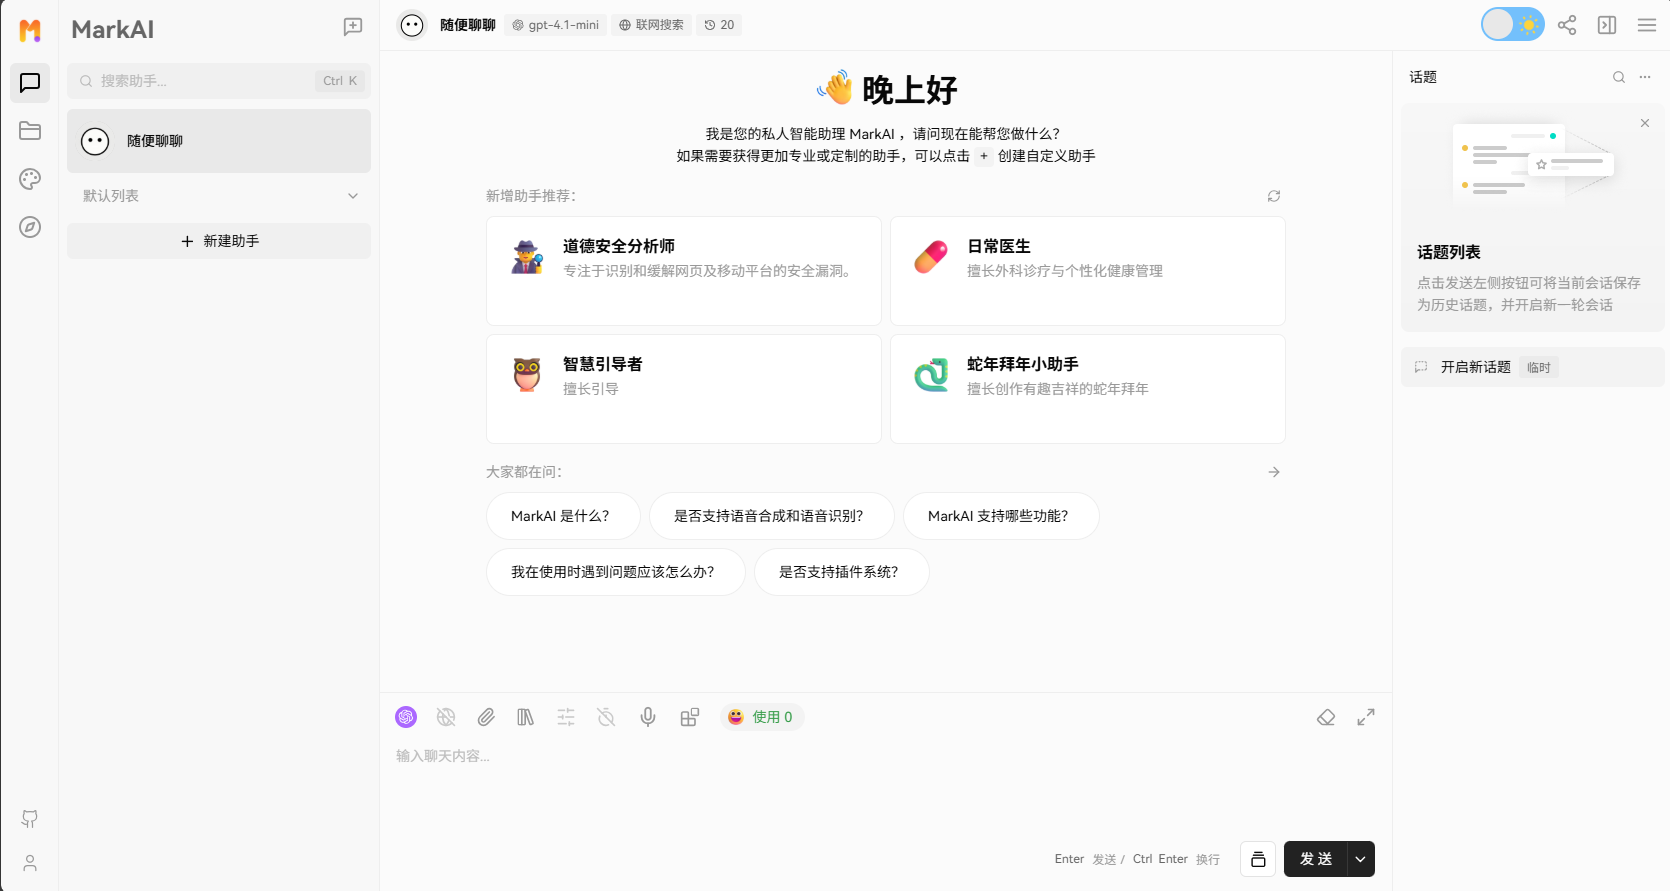 MarkAI
搜索助手...
Ctrl K
随便聊聊
默认列表
新建助手
随便聊聊
gpt-4.1-mini
联网搜索
20
晚上好
我是您的私人智能助理 MarkAI ，请问现在能帮您做什么？
如果需要获得更加专业或定制的助手，可以点击 + 创建自定义助手
新增助手推荐：
道德安全分析师
专注于识别和缓解网页及移动平台的安全漏洞。
日常医生
擅长外科诊疗与个性化健康管理
智慧引导者
擅长引导
蛇年拜年小助手
擅长创作有趣吉祥的蛇年拜年
大家都在问：
MarkAI 是什么？
是否支持语音合成和语音识别？
MarkAI 支持哪些功能？
我在使用时遇到问题应该怎么办？
是否支持插件系统？
使用 0
输入聊天内容...
Enter 发送 / Ctrl Enter 换行
发 送
话题
话题列表
点击发送左侧按钮可将当前会话保存
为历史话题，并开启新一轮会话
开启新话题 临时